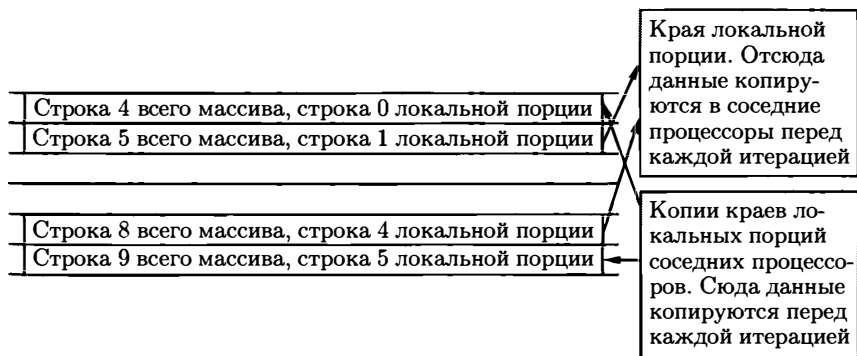 Края локальной
порции. Отсюда
данные копиру-
ются в соседние
процессоры перед
каждой итерацией
Строка 4 всего массива, строка 0 локальной порции
Строка 5 всего массива, строка 1 локальной порции
Строка 8 всего массива, строка 4 локальной порции
Строка 9 всего массива, строка 5 локальной порции
Копии краев ло-
кальных порций
соседних процессо-
ров. Сюда данные
копируются перед
каждой итерацией